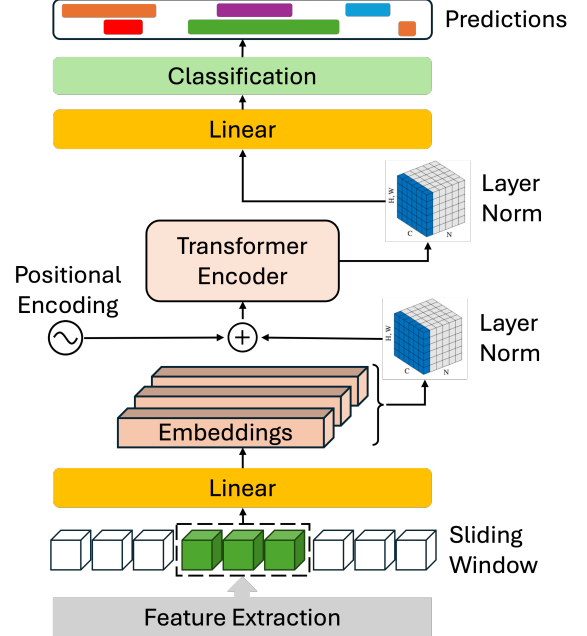 Predictions
Classification
Linear
H, W
C
N
Layer
Norm
Transformer
Encoder
Positional
Encoding
H, W
C
N
Layer
Norm
Embeddings
Linear
Sliding
Window
Feature Extraction